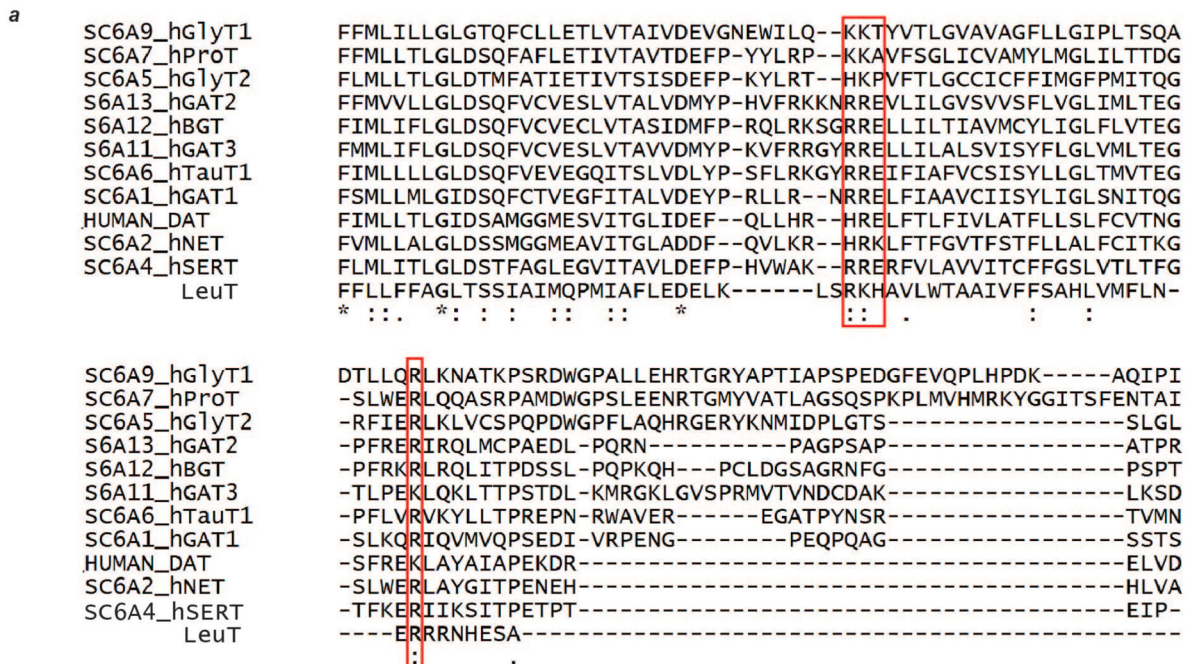 a
SC6A9_hGlyT1 FFMLILLGLGTQFCLLETLVTAIVDEVGNEWILQ--KKTYVTLGVAVAGFLLGIPLTSQA
SC6A7_hProT FFMLLTLGLDSQFAFLETIVTAVTDEFP-YYLRP--KKAVFSGLICVAMYLMGLILTTDG
SC6A5_hGlyT2 FLMLLTLGLDTMFATIETIVTSISDEFP-KYLRT--HKPVFTLGCCICFFIMGFPMITQG
S6A13_hGAT2 FFMVVLLGLDSQFVCVESLVTALVDMYP-HVFRKKNRREVLILGVSVVSFLVGLIMLTEG
S6A12_hBGT FIMLIFLGLDSQFVCVECLVTASIDMFP-RQLRKSGRRELLILTIAVMCYLIGLFLVTEG
S6A11_hGAT3 FMMLIFLGLDSQFVCVESLVTAVVDMYP-KVFRRGYRRELLILALSVISYFLGLVMLTEG
SC6A6_hTauT1 FIMLLLLGLDSQFVEVEGQITSLVDLYP-SFLRKGYRREIFIAFVCSISYLLGLTMVTEG
SC6A1_hGAT1 FSMLLMLGIDSQFCTVEGFITALVDEYP-RLLR--NRRELFIAAVCIISYLIGLSNITQG
HUMAN_DAT FIMLLTLGIDSAMGGMESVITGLIDEF--QLLHR--HRELFTLFIVLATFLLSLFCVTNG
SC6A2_hNET FVMLLALGLDSSMGGMEAVITGLADDF--QVLKR--HRKLFTFGVTFSTFLLALFCITKG
SC6A4_hSERT FLMLITLGLDSTFAGLEGVITAVLDEFP-HVWAK--RRERFVLAVVITCFFGSLVTLTFG
LeuT FFLLFFAGLTSSIAIMQPMIAFLEDELK------LSRKHAVLWTAAIVFFSAHLVMFLN-
* ::. *: : : :: :: * :: . : :
SC6A9_hGlyT1 DTLLQRLKNATKPSRDWGPALLEHRTGRYAPTIAPSPEDGFEVQPLHPDK-----AQIPI
SC6A7_hProT -SLWERLQQASRPAMDWGPSLEENRTGMYVATLAGSQSPKPLMVHMRKYGGITSFENTAI
SC6A5_hGlyT2 -RFIERLKLVCSPQPDWGPFLAQHRGERYKNMIDPLGTS---------------SLGL
S6A13_hGAT2 -PFRERIRQLMCPAEDL-PQRN----------PAGPSAP----------------ATPR
S6A12_hBGT -PFRKRLRQLITPDSSL-PQPKQH---PCLDGSAGRNFG----------------PSPT
S6A11_hGAT3 -TLPEKLQKLTTPSTDL-KMRGKLGVSPRMVTVNDCDAK----------------LKSD
SC6A6_hTauT1 -PFLVRVKYLLTPREPN-RWAVER------EGATPYNSR----------------TVMN
SC6A1_hGAT1 -SLKQRIQVMVQPSEDI-VRPENG------PEQPQAG----------------SSTS
HUMAN_DAT -SFREKLAYAIAPEKDR-----------------------------------ELVD
SC6A2_hNET -SLWERLAYGITPENEH-----------------------------------HLVA
SC6A4_hSERT -TFKERIIKSITPETPT-----------------------------------EIP-
LeuT ----ERRRNHESA-------------------------------------------
: .